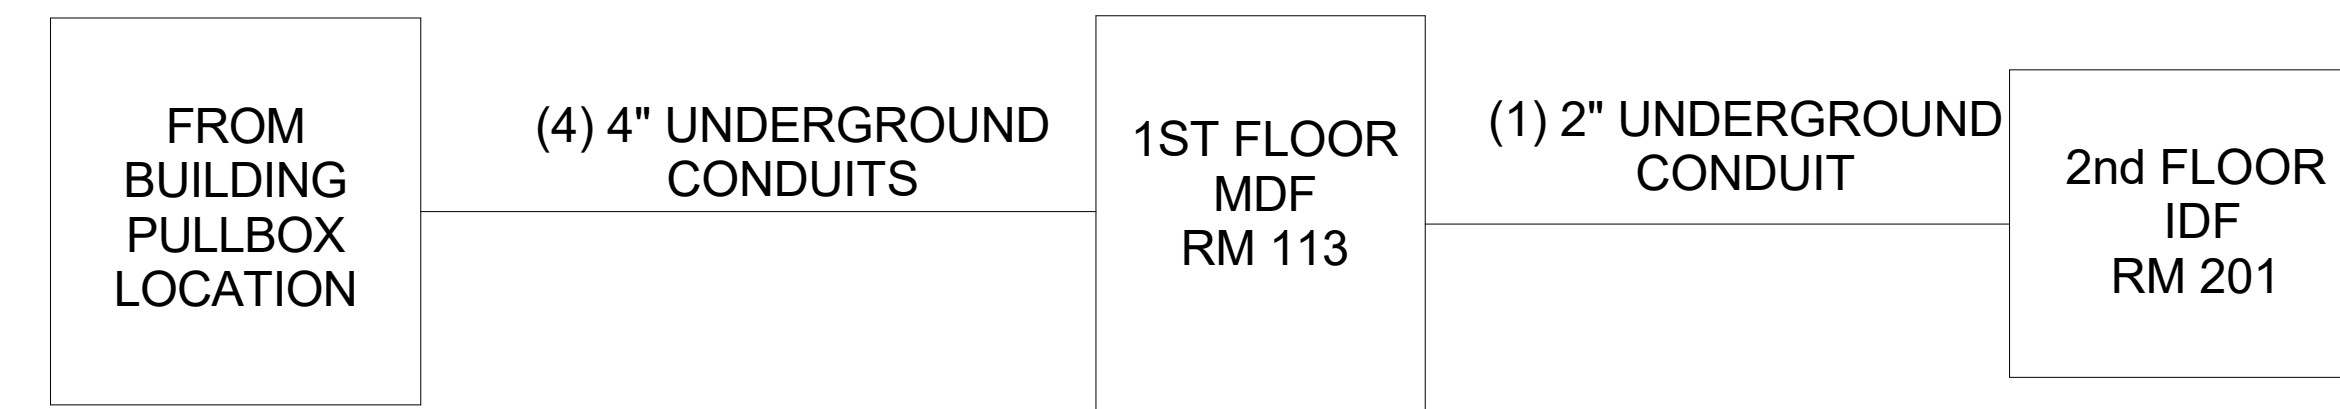 FROM
BUILDING
PULLBOX
LOCATION
(4) 4" UNDERGROUND
CONDUITS
1ST FLOOR
MDF
RM 113
(1) 2" UNDERGROUND
CONDUIT
2nd FLOOR
IDF
RM 201